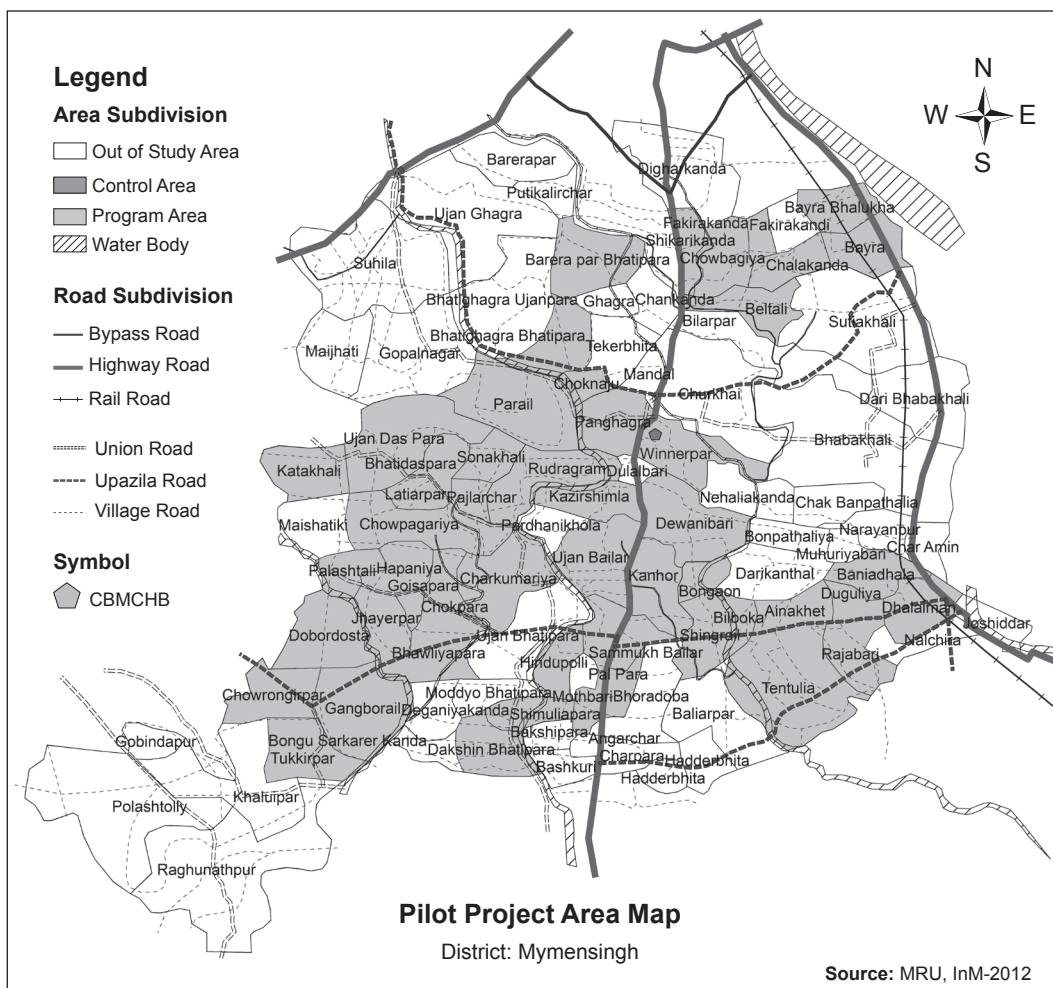 Legend
Area Subdivision
Out of Study Area
Control Area
Program Area
Water Body
Road Subdivision
Bypass Road
Highway Road
Rail Road
Union Road
Upazila Road
Village Road
Symbol
CBMCHB
N
W E
S
Barerapar
Digharkanda
Putikalirchar
Ujan Ghagra
Bayra Bhalukha
Fakirakanda
Fakirakandi
Shikarikanda
Bayra
Suhila
Barera par Bhatipara
Chowbagiya
Chalakanda
Bhatighagra Ujanpara
Ghagra
Chankanda
Beltali
Bilarpar
Sutiakhali
Bhatighagra Bhatipara
Maijhati
Gopalnagar
Tekerbhita
Mandal
Choknaju
Churkhai
Dari Bhabakhali
Parail
Panghagra
Bhabakhali
Ujan Das Para
Sonakhali
Winnerpar
Katakhali
Bhatidaspara
Rudragram
Dulalbari
Latiarpar
Pajlarchar
Kazirshimla
Nehaliakanda
Chak Banpathalia
Maishatiki
Chowpagariya
Pardhanikhola
Dewanibari
Narayanpur
Bonpathaliya
Char Amin
Muhuriyabari
Ujan Bailar
Palashtali
Hapaniya
Goisapara
Charkumariya
Kanhor
Darikanthal
Baniadhala
Bongaon
Duguliya
Chokpara
Jhayerpar
Bilboka
Ainakhet
Dhalaiman
Joshiddar
Dobordosta
Ujan Bhatipara
Shingrail
Nalchira
Bhawliyapara
Sammukh Bailar
Rajabari
Hindupolli
Pal Para
Chowrongirpar
Moddyo Bhatipara
Mothbari
Bhoradoba
Tentulia
Gangborail
Deganiyakanda
Shimuliapara
Baliarpar
Bakshipara
Gobindapur
Bongu Sarkarer Kanda
Angarchar
Tukkirpar
Dakshin Bhatipara
Charpara
Hadderbhita
Bashkuri
Hadderbhita
Khaluipar
Polashtolly
Raghunathpur
Pilot Project Area Map
District: Mymensingh
Source: MRU, InM-2012